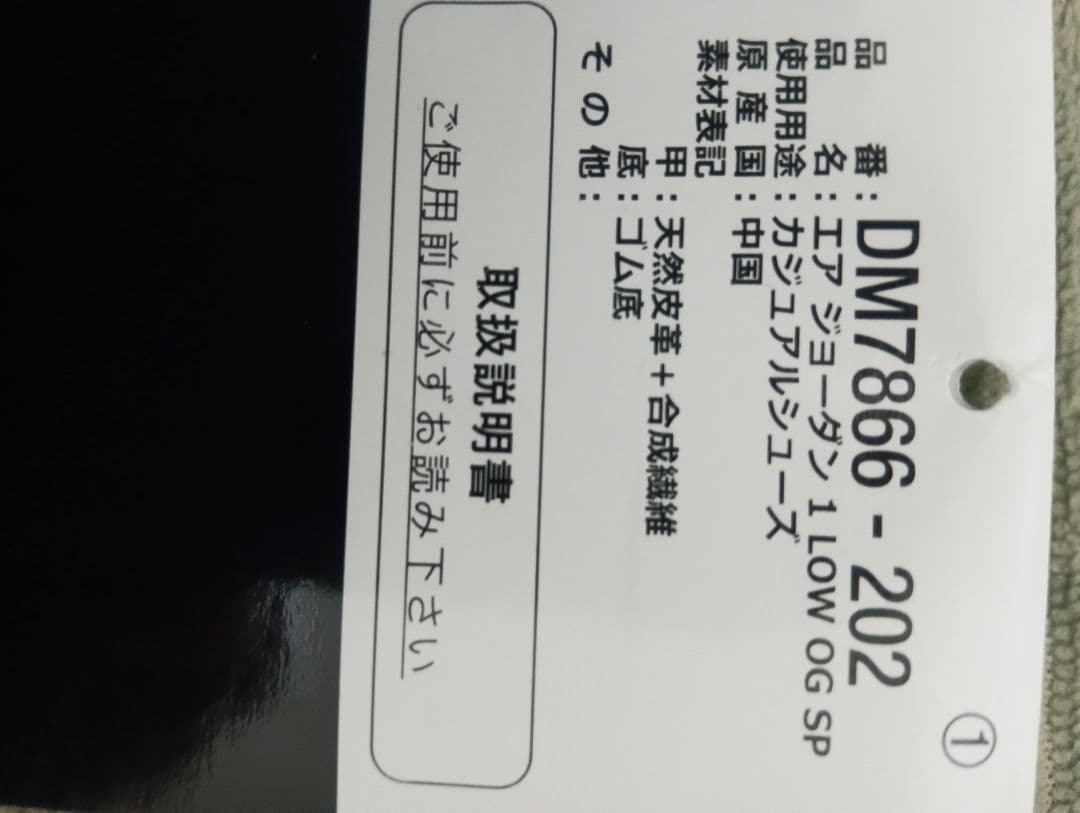 ①
品番：DM7866 - 202
品名：エア ジョーダン 1 LOW OG SP
使用用途：カジュアルシューズ
原産国：中国
素材表記
甲：天然皮革＋合成繊維
底：ゴム底
その他：
取扱説明書
ご使用前に必ずお読み下さい